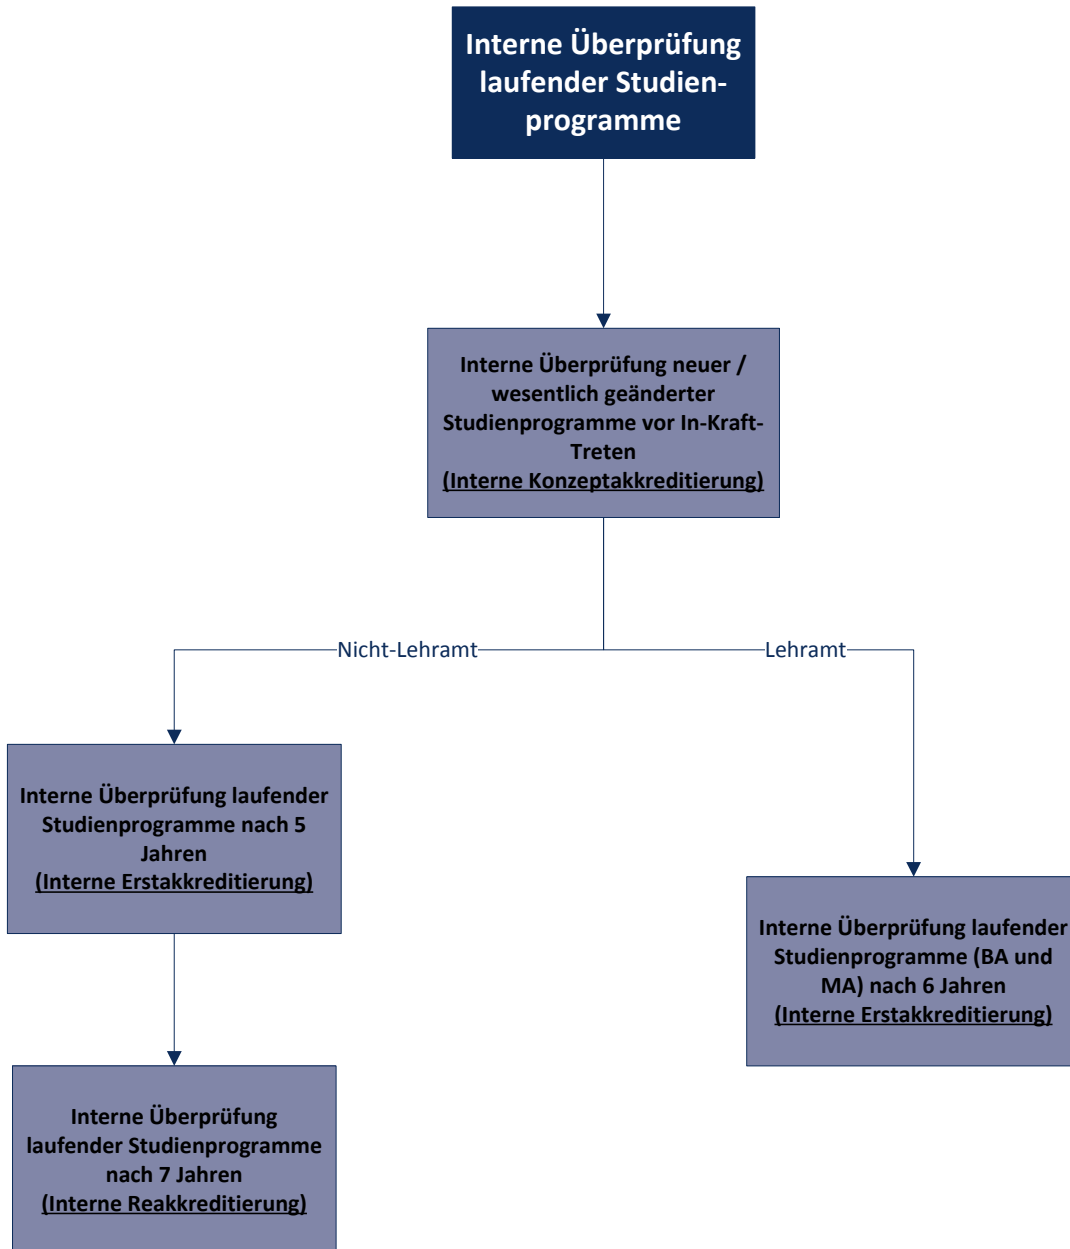 Interne Überprüfung
laufender Studien-
programme
Interne Überprüfung neuer /
wesentlich geänderter
Studienprogramme vor In-Kraft-
Treten
(Interne Konzeptakkreditierung)
Nicht-Lehramt
Lehramt
Interne Überprüfung laufender
Studienprogramme nach 5
Jahren
(Interne Erstakkreditierung)
Interne Überprüfung laufender
Studienprogramme (BA und
MA) nach 6 Jahren
(Interne Erstakkreditierung)
Interne Überprüfung
laufender Studienprogramme
nach 7 Jahren
(Interne Reakkreditierung)